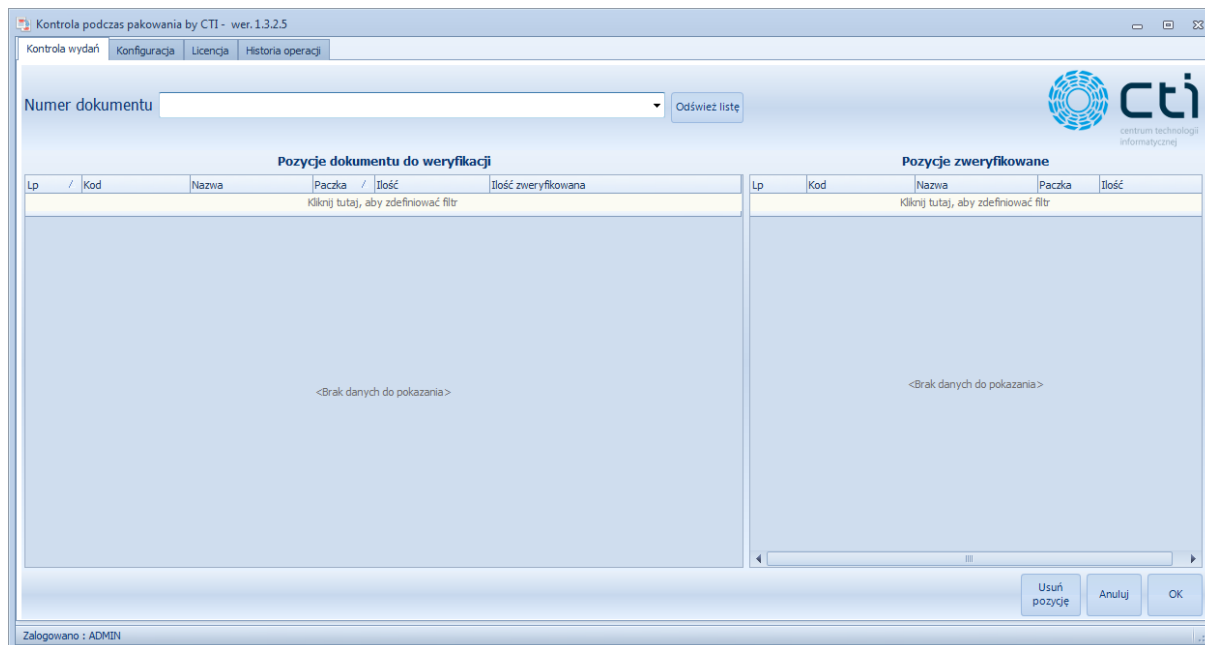 Kontrola podczas pakowania by CTI - wer. 1.3.2.5
Kontrola wydań Konfiguracja Licencja Historia operacji
Numer dokumentu Odśwież listę
cti
centrum technologii
informatycznej
Pozycje dokumentu do weryfikacji
Lp / Kod Nazwa Paczka / Ilość Ilość zweryfikowana
Kliknij tutaj, aby zdefiniować filtr
<Brak danych do pokazania>
Pozycje zweryfikowane
Lp Kod Nazwa Paczka Ilość
Kliknij tutaj, aby zdefiniować filtr
<Brak danych do pokazania>
Usuń
pozycję
Anuluj
OK
Zalogowano : ADMIN